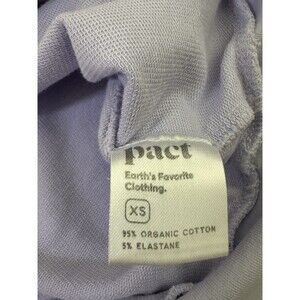 pact
Earth's Favorite
Clothing.
XS
95% ORGANIC COTTON
5% ELASTANE